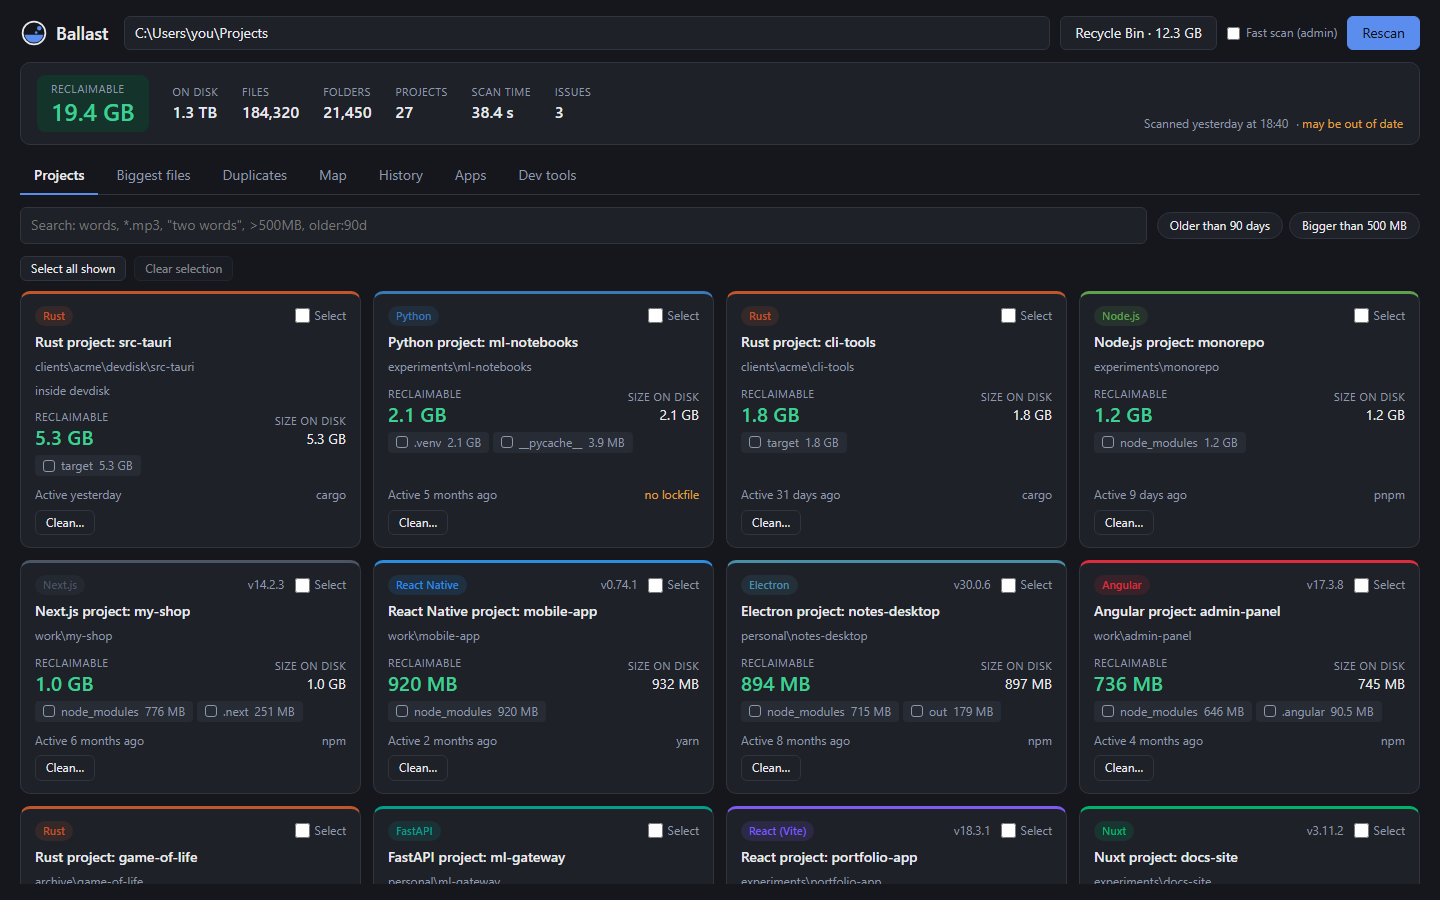 Ballast
C:\Users\you\Projects
Recycle Bin · 12.3 GB
Fast scan (admin)
Rescan
RECLAIMABLE
19.4 GB
ON DISK
1.3 TB
FILES
184,320
FOLDERS
21,450
PROJECTS
27
SCAN TIME
38.4 s
ISSUES
3
Scanned yesterday at 18:40 · may be out of date
Projects
Biggest files
Duplicates
Map
History
Apps
Dev tools
Search: words, *.mp3, "two words", >500MB, older:90d
Older than 90 days
Bigger than 500 MB
Select all shown
Clear selection
Rust
Select
Rust project: src-tauri
clients\acme\devdisk\src-tauri
inside devdisk
RECLAIMABLE
5.3 GB
SIZE ON DISK
5.3 GB
target 5.3 GB
Active yesterday
cargo
Clean...
Python
Select
Python project: ml-notebooks
experiments\ml-notebooks
RECLAIMABLE
2.1 GB
SIZE ON DISK
2.1 GB
.venv 2.1 GB
__pycache__ 3.9 MB
Active 5 months ago
no lockfile
Clean...
Rust
Select
Rust project: cli-tools
clients\acme\cli-tools
RECLAIMABLE
1.8 GB
SIZE ON DISK
1.8 GB
target 1.8 GB
Active 31 days ago
cargo
Clean...
Node.js
Select
Node.js project: monorepo
experiments\monorepo
RECLAIMABLE
1.2 GB
SIZE ON DISK
1.2 GB
node_modules 1.2 GB
Active 9 days ago
pnpm
Clean...
Next.js
v14.2.3
Select
Next.js project: my-shop
work\my-shop
RECLAIMABLE
1.0 GB
SIZE ON DISK
1.0 GB
node_modules 776 MB
.next 251 MB
Active 6 months ago
npm
Clean...
React Native
v0.74.1
Select
React Native project: mobile-app
work\mobile-app
RECLAIMABLE
920 MB
SIZE ON DISK
932 MB
node_modules 920 MB
Active 2 months ago
yarn
Clean...
Electron
v30.0.6
Select
Electron project: notes-desktop
personal\notes-desktop
RECLAIMABLE
894 MB
SIZE ON DISK
897 MB
node_modules 715 MB
out 179 MB
Active 8 months ago
npm
Clean...
Angular
v17.3.8
Select
Angular project: admin-panel
work\admin-panel
RECLAIMABLE
736 MB
SIZE ON DISK
745 MB
node_modules 646 MB
.angular 90.5 MB
Active 4 months ago
npm
Clean...
Rust
Select
Rust project: game-of-life
archive\game-of-life
FastAPI
Select
FastAPI project: ml-gateway
personal\ml-gateway
React (Vite)
v18.3.1
Select
React project: portfolio-app
experiments\portfolio-app
Nuxt
v3.11.2
Select
Nuxt project: docs-site
experiments\docs-site